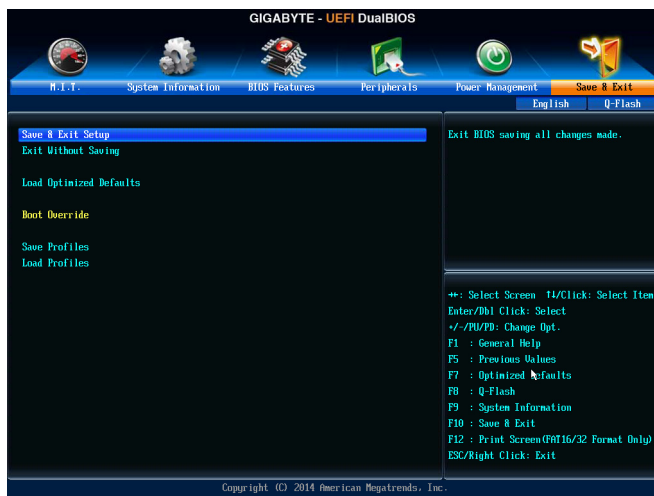 GIGABYTE - UEFI DualBIOS
M.I.T.
System Information
BIOS Features
Peripherals
Power Management
Save & Exit
English
Q-Flash
Save & Exit Setup
Exit Without Saving
Load Optimized Defaults
Boot Override
Save Profiles
Load Profiles
Exit BIOS saving all changes made.
→←: Select Screen ↑↓/Click: Select Item
Enter/Dbl Click: Select
+/-/PU/PD: Change Opt.
F1 : General Help
F5 : Previous Values
F7 : Optimized Defaults
F8 : Q-Flash
F9 : System Information
F10 : Save & Exit
F12 : Print Screen(FAT16/32 Format Only)
ESC/Right Click: Exit
Copyright (C) 2014 American Megatrends, Inc.